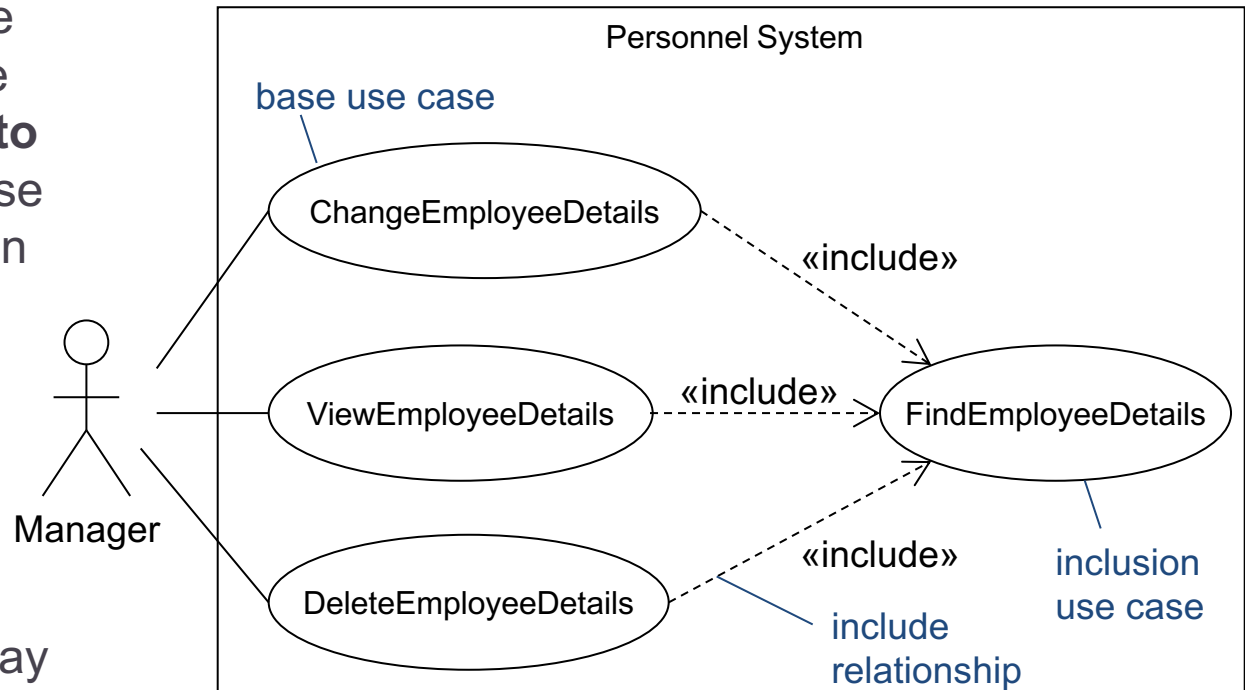 e
e
to
se
n
ay
Personnel System
base use case
ChangeEmployeeDetails
«include»
ViewEmployeeDetails
«include»
FindEmployeeDetails
Manager
DeleteEmployeeDetails
«include»
include
relationship
inclusion
use case